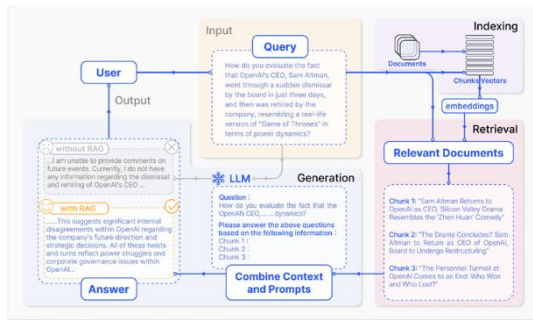 Input
Query
How do you evaluate the fact
that OpenAI's CEO, Sam Altman,
went through a sudden dismissal
by the board in just three days,
and then was rehired by the
company, resembling a real-life
version of "Game of Thrones" in
terms of power dynamics?
Indexing
Documents
Chunks Vectors
embeddings
User
Output
without RAG
...I am unable to provide comments on
future events. Currently, I do not have
any information regarding the dismissal
and rehiring of OpenAI's CEO ...
with RAG
......This suggests significant internal
disagreements within OpenAI regarding
the company's future direction and
strategic decisions. All of these twists
and turns reflect power struggles and
corporate governance issues within
OpenAI...
Answer
LLM
Generation
Question :
How do you evaluate the fact that the
OpenAI's CEO, ... ... dynamics?
Please answer the above questions
based on the following information :
Chunk 1 :
Chunk 2 :
Chunk 3 :
Combine Context
and Prompts
Retrieval
Relevant Documents
Chunk 1: "Sam Altman Returns to
OpenAI as CEO, Silicon Valley Drama
Resembles the 'Zhen Huan' Comedy"
Chunk 2: "The Drama Concludes? Sam
Altman to Return as CEO of OpenAI,
Board to Undergo Restructuring"
Chunk 3: "The Personnel Turmoil at
OpenAI Comes to an End: Who Won
and Who Lost?"